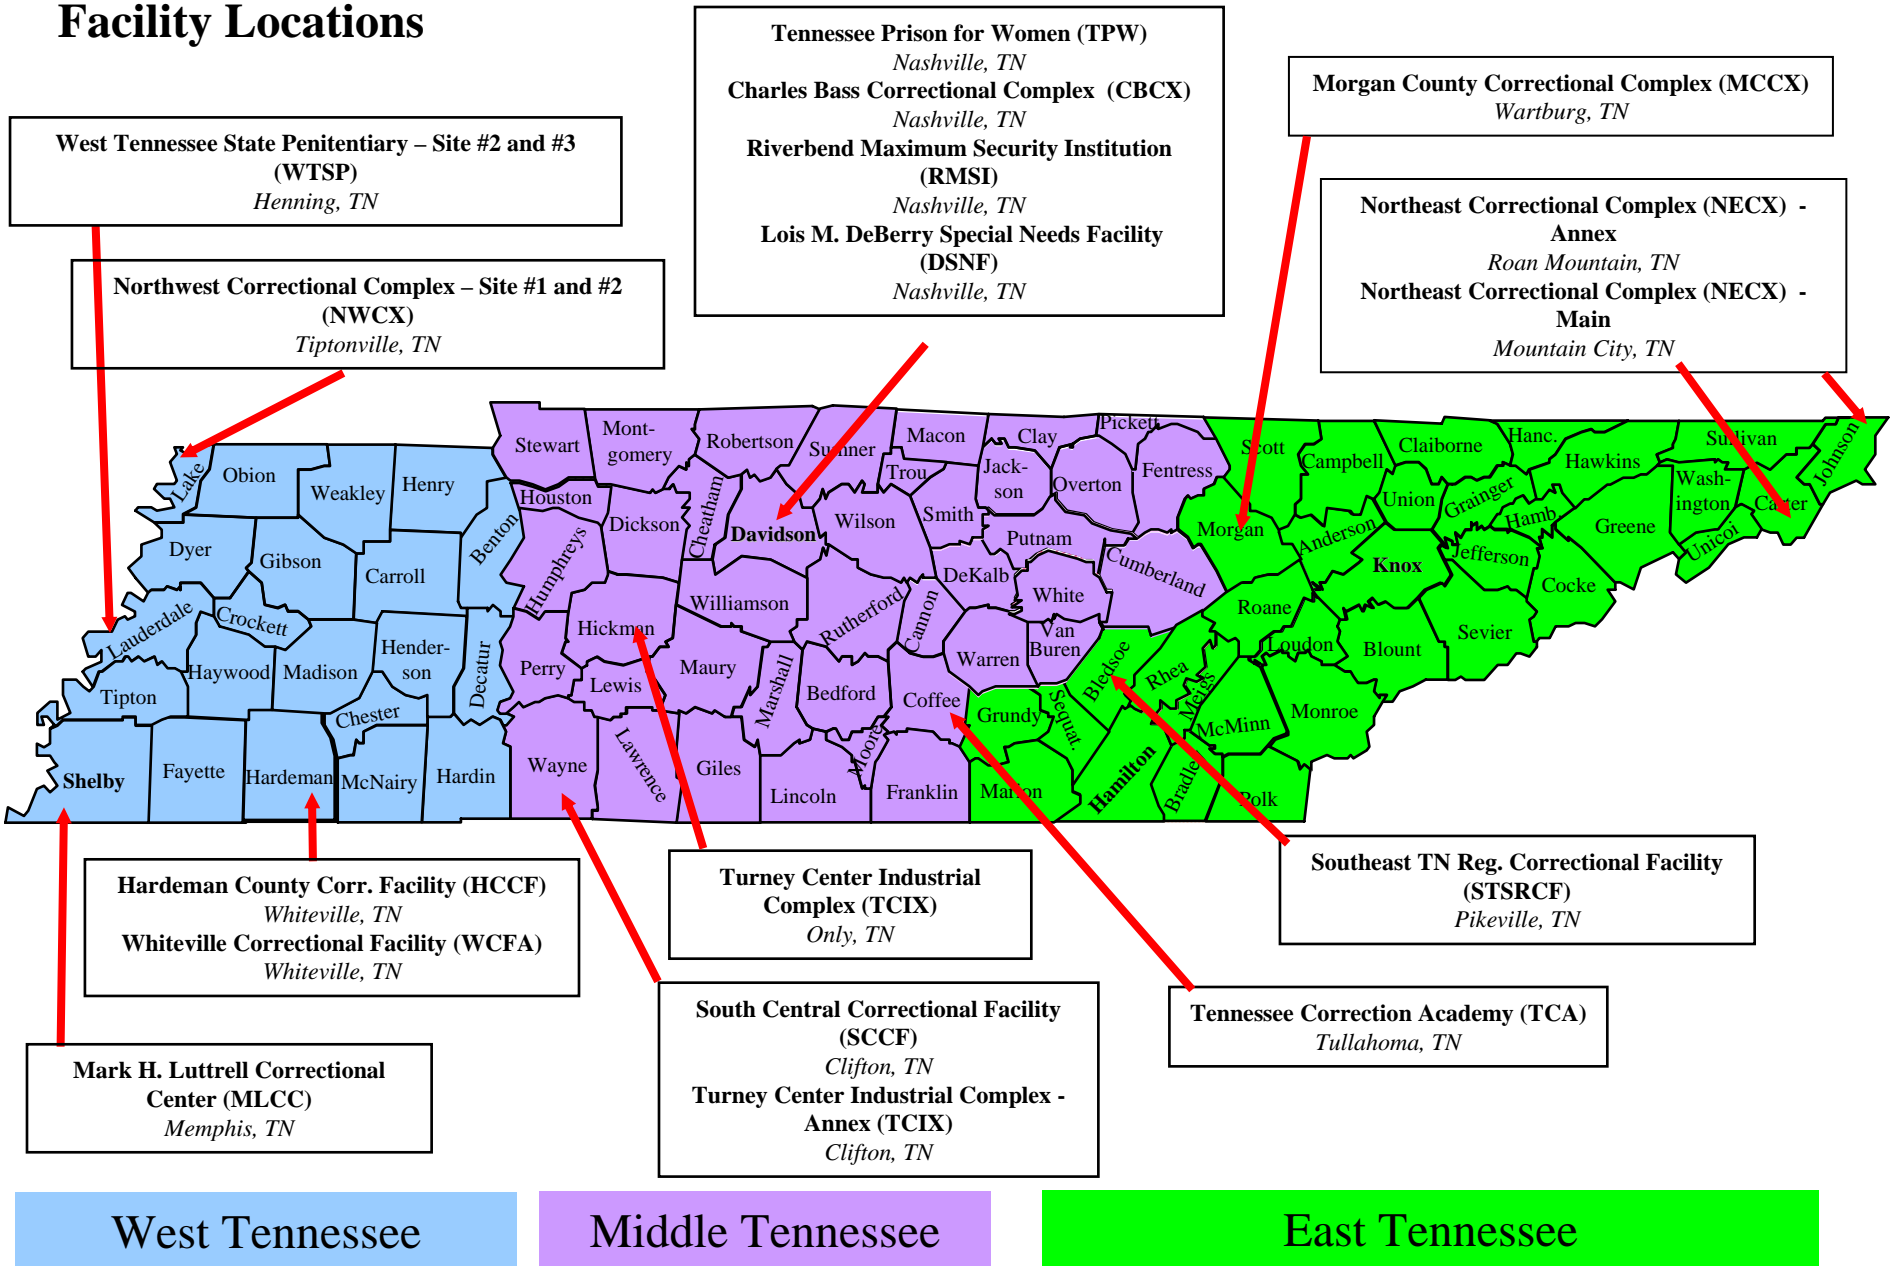 Facility Locations
Tennessee Prison for Women (TPW)
Nashville, TN
Charles Bass Correctional Complex (CBCX)
Nashville, TN
Riverbend Maximum Security Institution
(RMSI)
Nashville, TN
Lois M. DeBerry Special Needs Facility
(DSNF)
Nashville, TN
Morgan County Correctional Complex (MCCX)
Wartburg, TN
West Tennessee State Penitentiary – Site #2 and #3
(WTSP)
Henning, TN
Northeast Correctional Complex (NECX) -
Annex
Roan Mountain, TN
Northeast Correctional Complex (NECX) -
Main
Mountain City, TN
Northwest Correctional Complex – Site #1 and #2
(NWCX)
Tiptonville, TN
Lake
Obion
Weakley
Henry
Benton
Dyer
Gibson
Carroll
Lauderdale
Crockett
Haywood
Madison
Hender-
son
Decatur
Tipton
Chester
Shelby
Fayette
Hardeman
McNairy
Hardin
Stewart
Mont-
gomery
Robertson
Sumner
Macon
Trou
Clay
Pickett
Jack-
son
Overton
Fentress
Houston
Dickson
Cheatham
Davidson
Wilson
Smith
Putnam
Humphreys
Hickman
Williamson
Rutherford
Cannon
DeKalb
White
Cumberland
Van
Buren
Warren
Perry
Lewis
Maury
Marshall
Bedford
Coffee
Wayne
Lawrence
Giles
Lincoln
Moore
Franklin
Scott
Campbell
Claiborne
Hanc.
Hawkins
Sullivan
Johnson
Morgan
Anderson
Union
Grainger
Hamb.
Greene
Wash-
ington
Carter
Unicoi
Knox
Jefferson
Cocke
Roane
Loudon
Blount
Sevier
Bledsoe
Rhea
Meigs
McMinn
Monroe
Grundy
Sequat.
Marion
Hamilton
Bradley
Polk
Hardeman County Corr. Facility (HCCF)
Whiteville, TN
Whiteville Correctional Facility (WCFA)
Whiteville, TN
Turney Center Industrial
Complex (TCIX)
Only, TN
Southeast TN Reg. Correctional Facility
(STSRCF)
Pikeville, TN
South Central Correctional Facility
(SCCF)
Clifton, TN
Turney Center Industrial Complex -
Annex (TCIX)
Clifton, TN
Tennessee Correction Academy (TCA)
Tullahoma, TN
Mark H. Luttrell Correctional
Center (MLCC)
Memphis, TN
West Tennessee
Middle Tennessee
East Tennessee